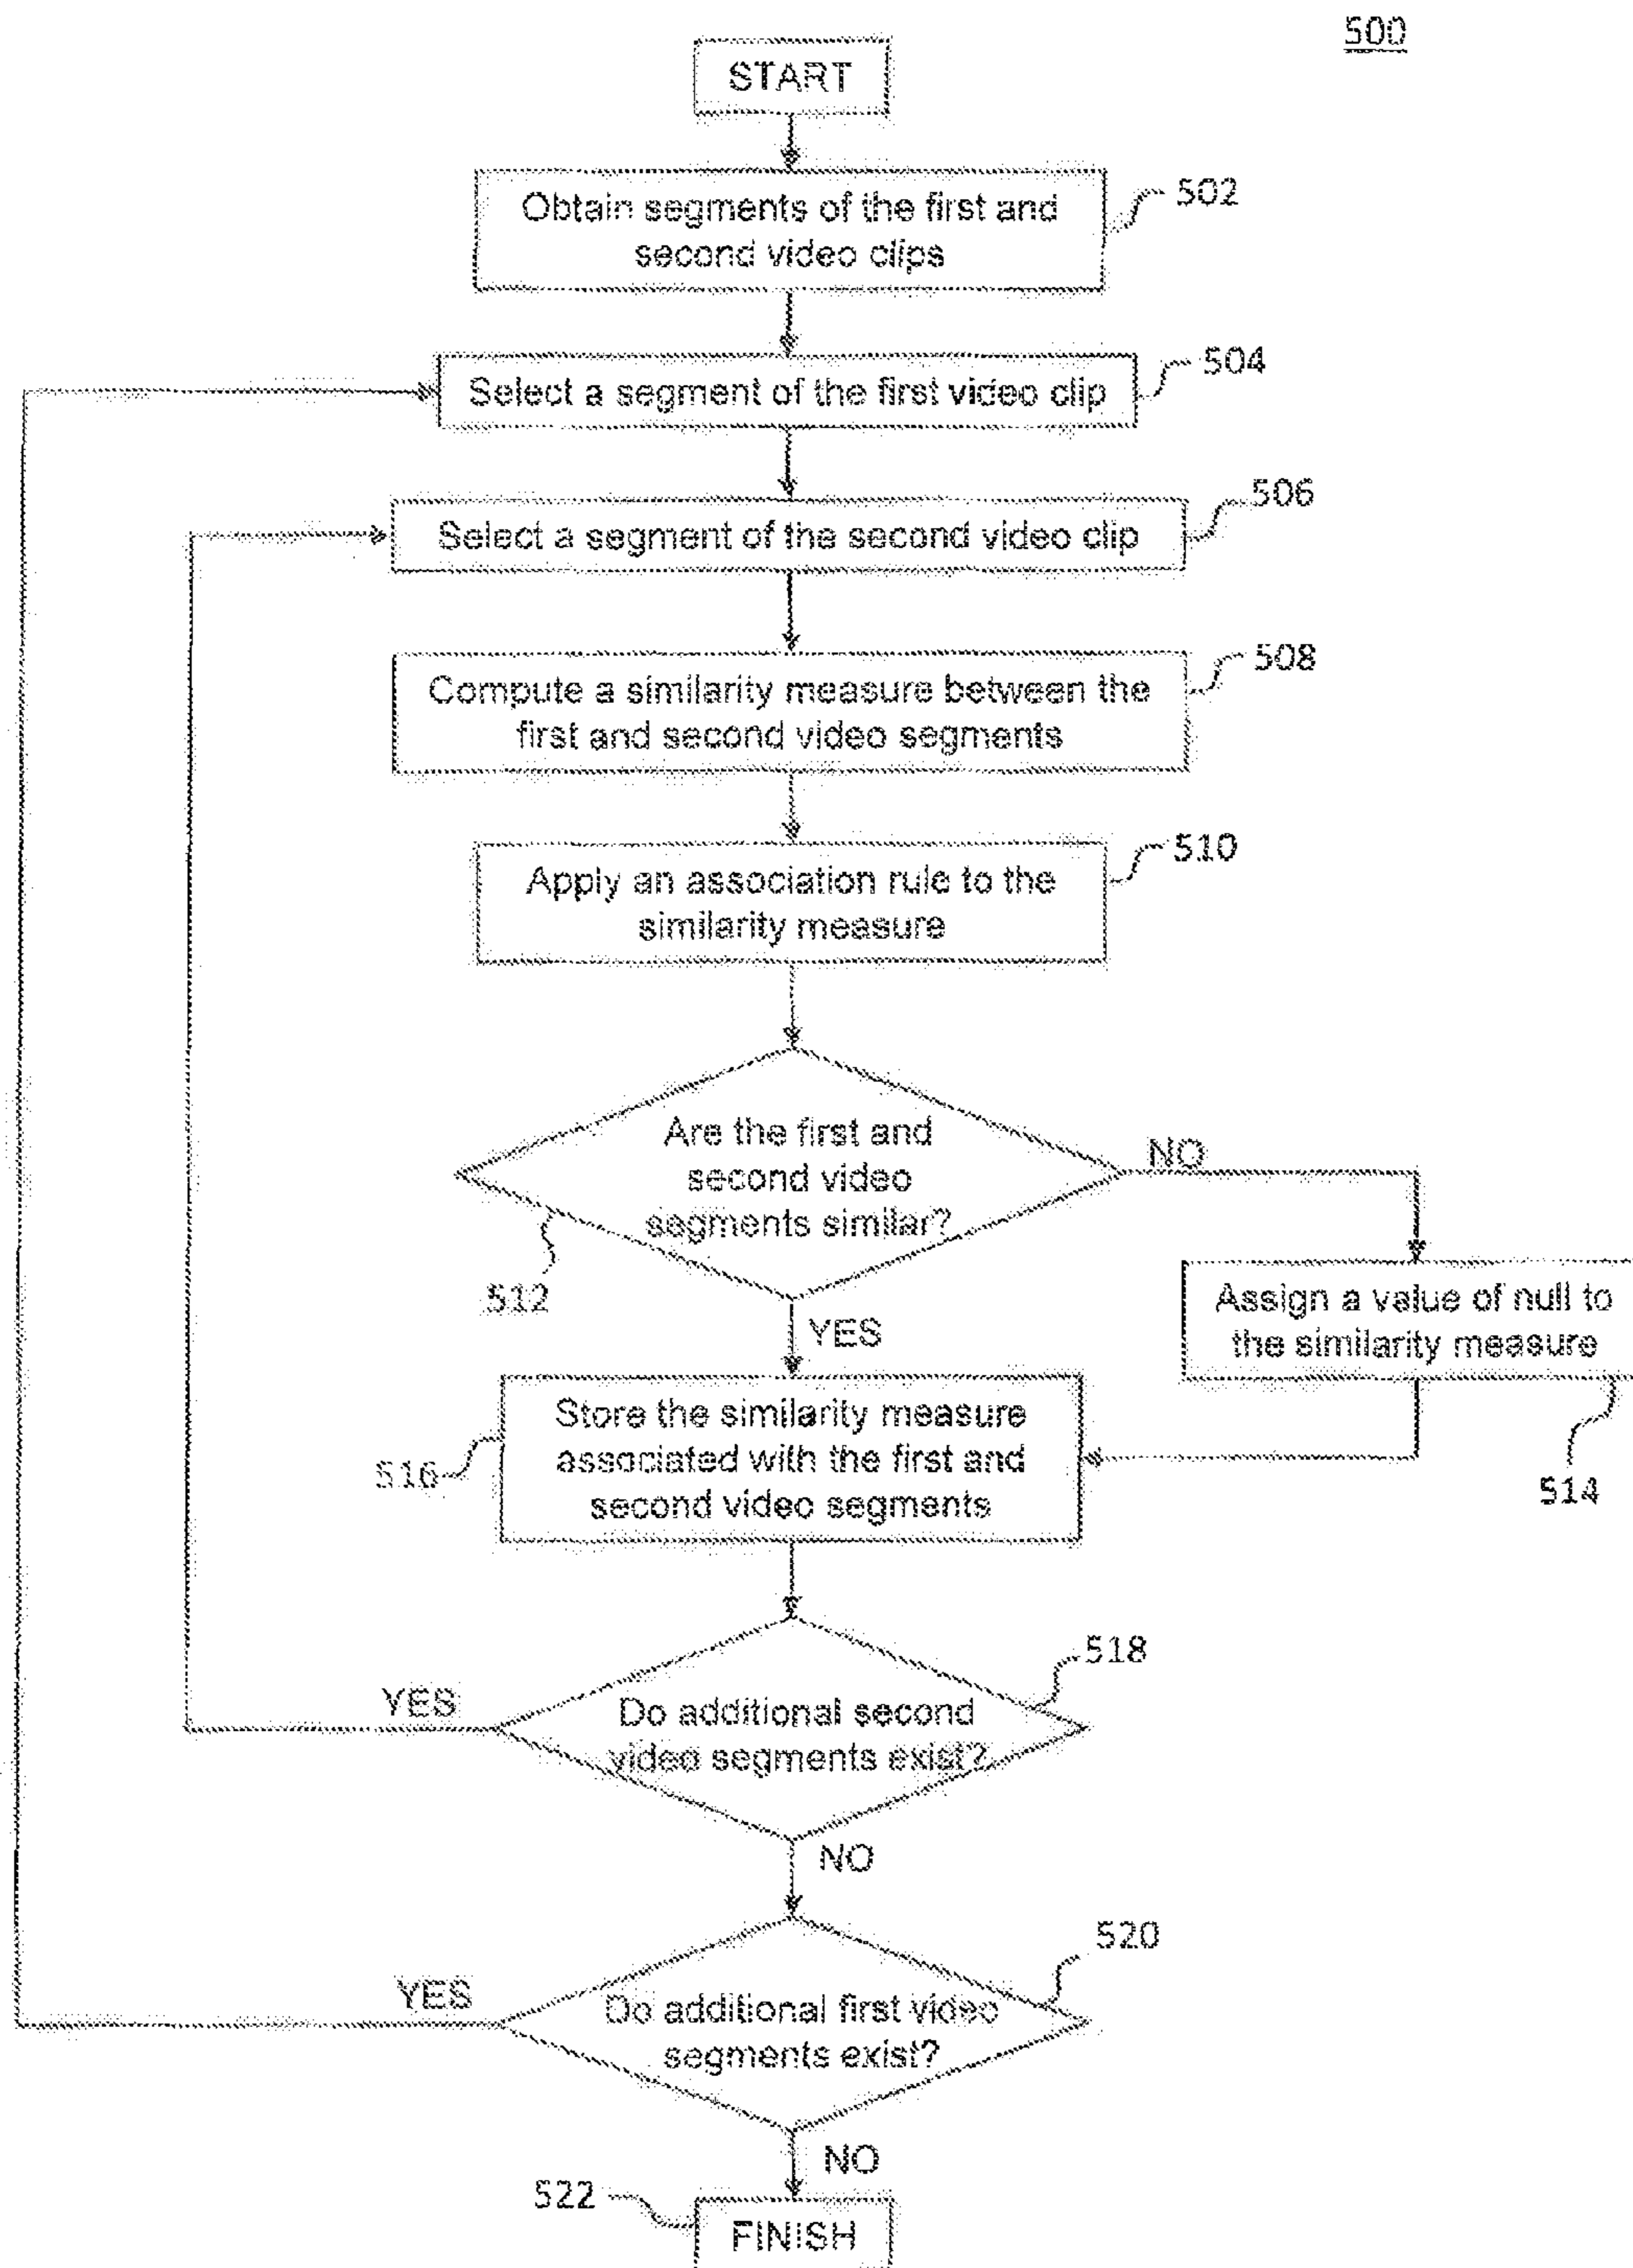 500
START
Obtain segments of the first and
second video clips
502
Select a segment of the first video clip
504
Select a segment of the second video clip
506
Compute a similarity measure between the
first and second video segments
508
Apply an association rule to the
similarity measure
510
Are the first and
second video
segments similar?
512
NO
YES
Assign a value of null to
the similarity measure
514
Store the similarity measure
associated with the first and
second video segments
516
Do additional second
video segments exist?
518
YES
NO
Do additional first video
segments exist?
520
YES
NO
522
FINISH